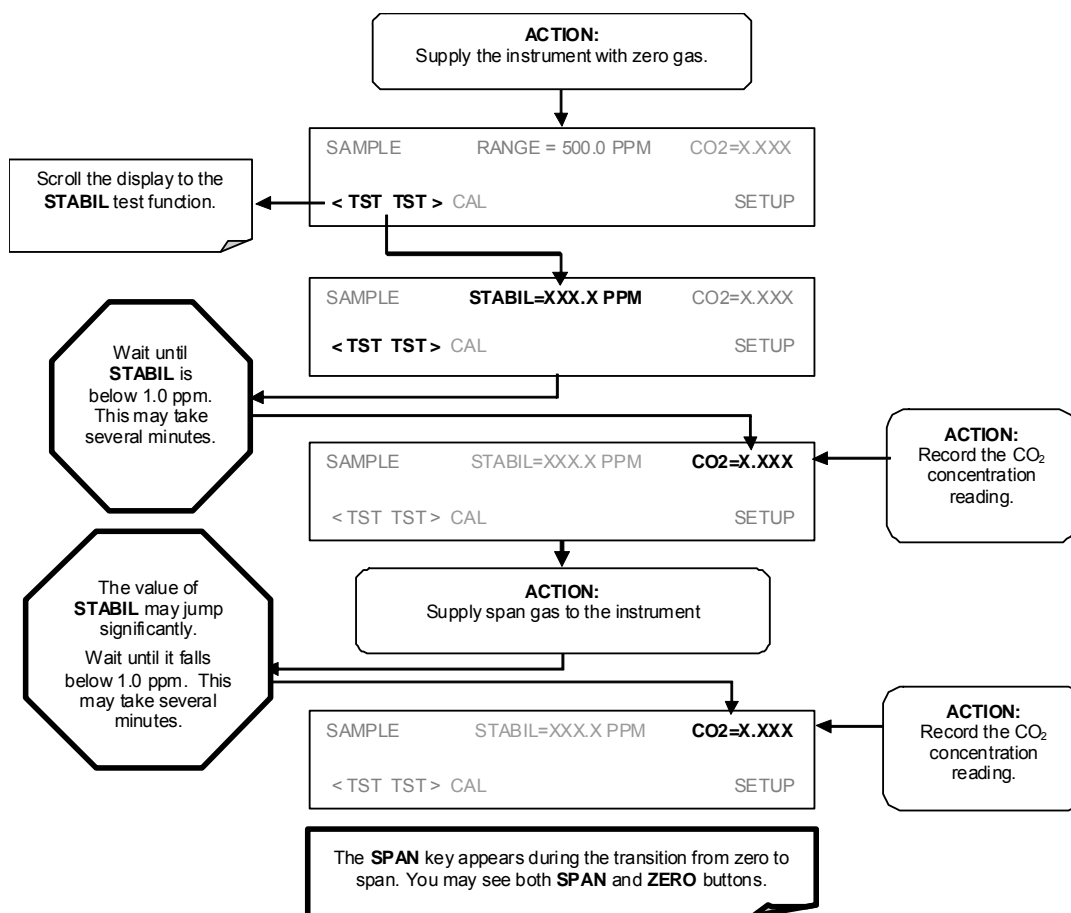 ACTION:
Supply the instrument with zero gas.
SAMPLE RANGE = 500.0 PPM CO2=X.XXX
< TST TST > CAL SETUP
Scroll the display to the
STABIL test function.
SAMPLE STABIL=XXX.X PPM CO2=X.XXX
< TST TST > CAL SETUP
Wait until
STABIL is
below 1.0 ppm.
This may take
several minutes.
SAMPLE STABIL=XXX.X PPM CO2=X.XXX
< TST TST > CAL SETUP
ACTION:
Record the CO₂
concentration
reading.
ACTION:
Supply span gas to the instrument
The value of
STABIL may jump
significantly.
Wait until it falls
below 1.0 ppm. This
may take several
minutes.
SAMPLE STABIL=XXX.X PPM CO2=X.XXX
< TST TST > CAL SETUP
ACTION:
Record the CO₂
concentration
reading.
The SPAN key appears during the transition from zero to
span. You may see both SPAN and ZERO buttons.